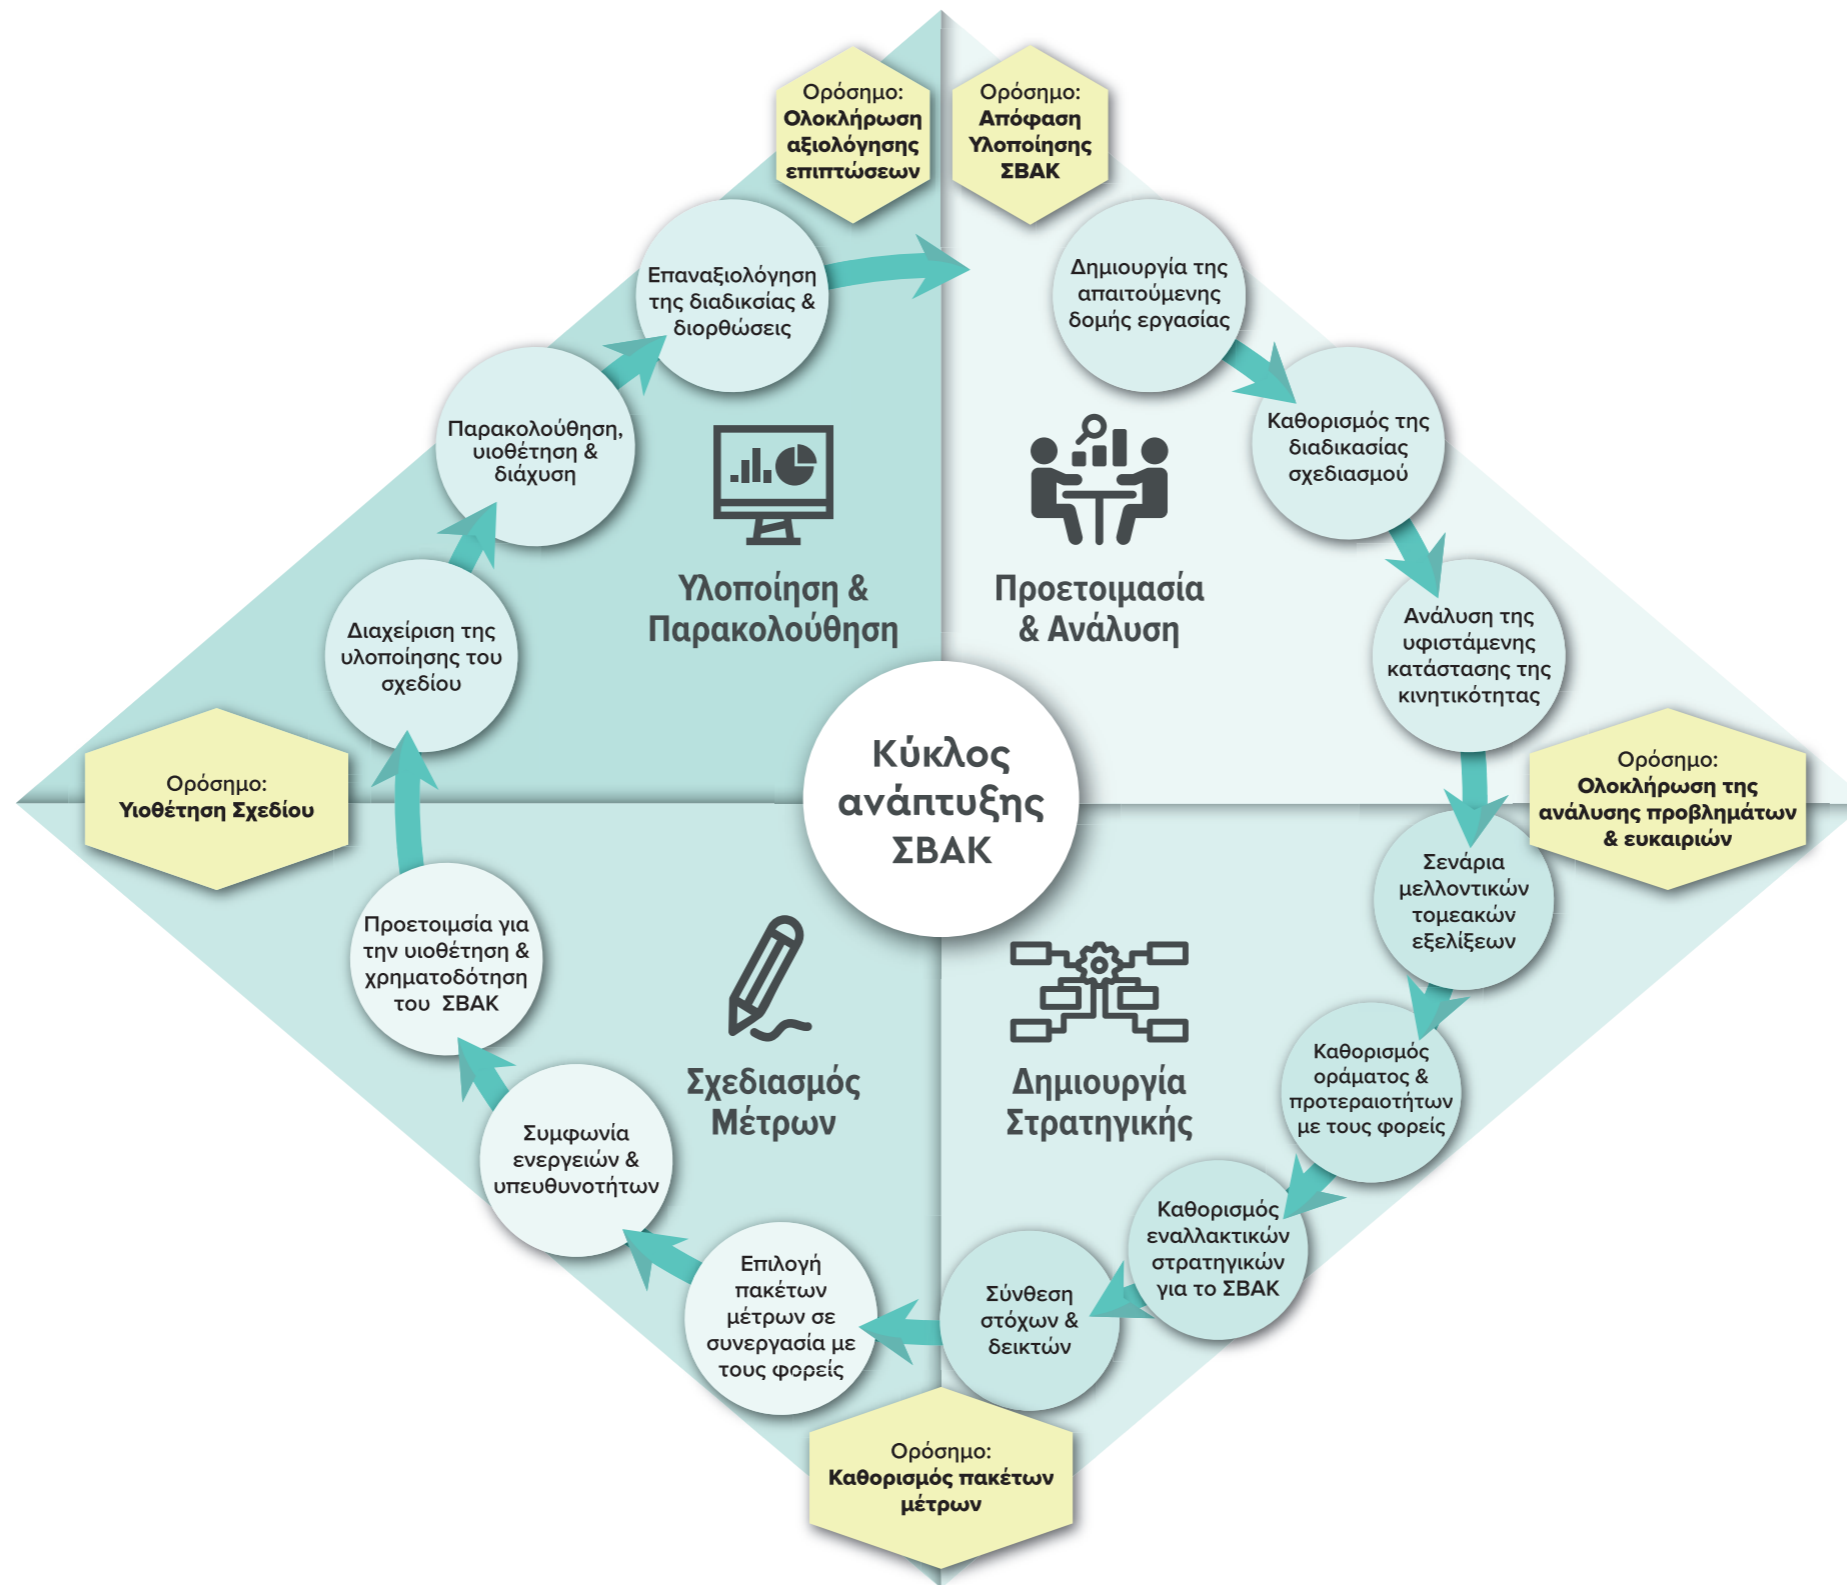 Ορόσημο:
Ολοκλήρωση
αξιολόγησης
επιπτώσεων
Ορόσημο:
Απόφαση
Υλοποίησης
ΣΒΑΚ
Δημιουργία της
απαιτούμενης
δομής εργασίας
Καθορισμός της
διαδικασίας
σχεδιασμού
Ανάλυση της
υφιστάμενης
κατάστασης της
κινητικότητας
Προετοιμασία
& Ανάλυση
Ορόσημο:
Ολοκλήρωση της
ανάλυσης προβλημάτων
& ευκαιριών
Σενάρια
μελλοντικών
τομεακών
εξελίξεων
Καθορισμός
οράματος &
προτεραιοτήτων
με τους φορείς
Καθορισμός
εναλλακτικών
στρατηγικών
για το ΣΒΑΚ
Σύνθεση
στόχων &
δεικτών
Δημιουργία
Στρατηγικής
Ορόσημο:
Καθορισμός πακέτων
μέτρων
Επιλογή
πακέτων
μέτρων σε
συνεργασία με
τους φορείς
Συμφωνία
ενεργειών &
υπευθυνοτήτων
Προετοιμσία για
την υιοθέτηση &
χρηματοδότηση
του ΣΒΑΚ
Σχεδιασμός
Μέτρων
Ορόσημο:
Υιοθέτηση Σχεδίου
Διαχείριση της
υλοποίησης του
σχεδίου
Παρακολούθηση,
υιοθέτηση &
διάχυση
Επαναξιολόγηση
της διαδικσίας &
διορθώσεις
Υλοποίηση &
Παρακολούθηση
Κύκλος
ανάπτυξης
ΣΒΑΚ